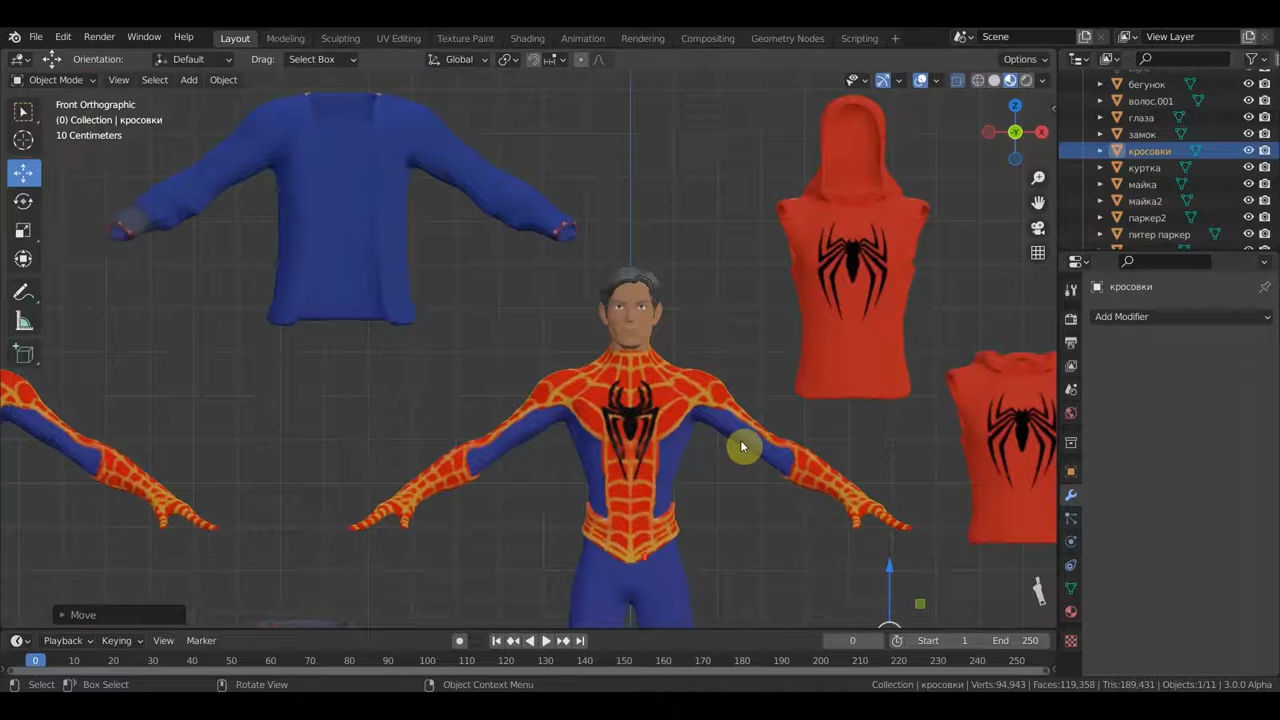 File Edit Render Window Help
Layout Modeling Sculpting UV Editing Texture Paint Shading Animation Rendering Compositing Geometry Nodes Scripting +
Scene
View Layer
Orientation: Default Drag: Select Box Global Options
Object Mode View Select Add Object
Front Orthographic
(0) Collection | кросовки
10 Centimeters
Z
X
-Y
бегунок
волос.001
глаза
замок
кросовки
куртка
майка
майка2
паркер2
питер паркер
кросовки
Add Modifier
Move
Playback Keying View Marker
0 Start 1 End 250
0 10 20 30 40 50 60 70 80 90 100 110 120 130 140 150 160 170 180 190 200 210 220 230 240 250
Select Box Select Rotate View Object Context Menu
Collection | кросовки | Verts:94,943 | Faces:119,358 | Tris:189,431 | Objects:1/11 | 3.0.0 Alpha